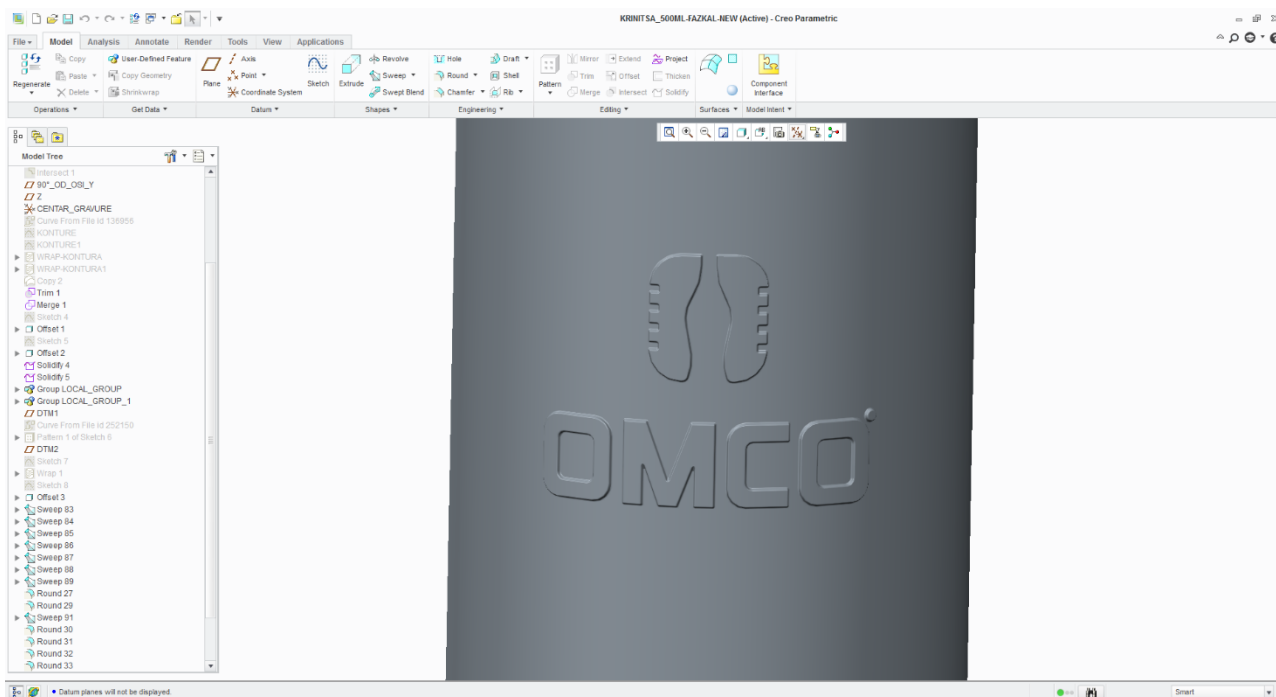 KRINITSA_500ML-FAZKAL-NEW (Active) - Creo Parametric
File Model Analysis Annotate Render Tools View Applications
Regenerate Copy Paste Delete User-Defined Feature Copy Geometry Shrinkwrap Plane Axis Point Coordinate System Sketch Extrude Revolve Sweep Swept Blend Hole Round Chamfer Draft Shell Rib Pattern Mirror Trim Merge Extend Offset Intersect Project Thicken Solidify Component Interface
Operations Get Data Datum Shapes Engineering Editing Surfaces Model Intent
Model Tree
Intersect 1
90°_OD_OSI_Y
Z
CENTAR_GRAVURE
Curve From File id 136956
KONTURE
KONTURE1
WRAP-KONTURA
WRAP-KONTURA1
Copy 2
Trim 1
Merge 1
Sketch 4
Offset 1
Sketch 5
Offset 2
Solidify 4
Solidify 5
Group LOCAL_GROUP
Group LOCAL_GROUP_1
DTM1
Curve From File id 252150
Pattern 1 of Sketch 6
DTM2
Sketch 7
Wrap 1
Sketch 8
Offset 3
Sweep 83
Sweep 84
Sweep 85
Sweep 86
Sweep 87
Sweep 88
Sweep 89
Round 27
Round 29
Sweep 91
Round 30
Round 31
Round 32
Round 33
OMCO
Datum planes will not be displayed.
Smart